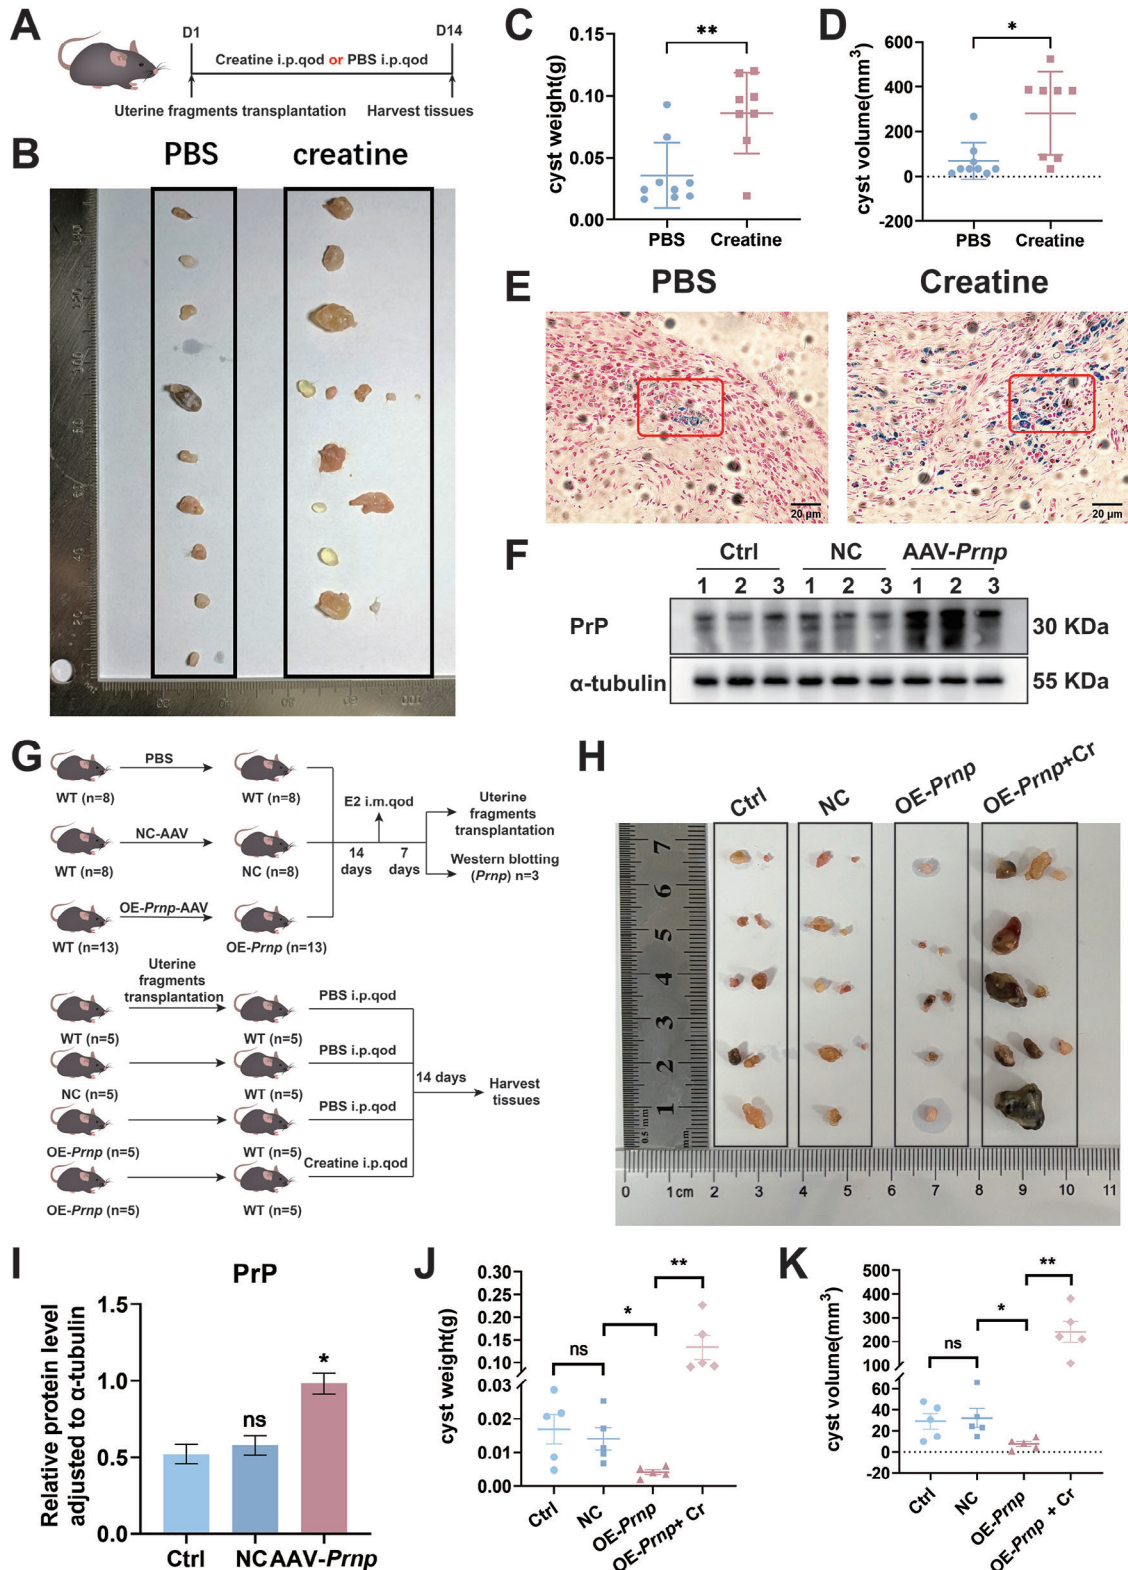 A
D1
D14
Creatine i.p.qod or PBS i.p.qod
Uterine fragments transplantation
Harvest tissues
B
PBS
creatine
C
cyst weight(g)
0.15
0.10
0.05
0.00
**
PBS
Creatine
D
cyst volume(mm³)
600
400
200
0
-200
*
PBS
Creatine
E
PBS
Creatine
20 μm
20 μm
F
Ctrl
NC
AAV-Prnp
1 2 3 1 2 3 1 2 3
PrP
30 KDa
α-tubulin
55 KDa
G
PBS
WT (n=8)
WT (n=8)
NC-AAV
WT (n=8)
NC (n=8)
OE-Prnp-AAV
WT (n=13)
OE-Prnp (n=13)
E2 i.m.qod
14
days
7
days
Uterine
fragments
transplantation
Western blotting
(Prnp) n=3
Uterine
fragments
transplantation
PBS i.p.qod
WT (n=5)
WT (n=5)
PBS i.p.qod
NC (n=5)
WT (n=5)
PBS i.p.qod
OE-Prnp (n=5)
WT (n=5)
Creatine i.p.qod
OE-Prnp (n=5)
WT (n=5)
14 days
Harvest
tissues
H
Ctrl
NC
OE-Prnp
OE-Prnp+Cr
7
6
5
4
3
2
1
0.5 mm
mm
0 1cm 2 3 4 5 6 7 8 9 10 11
I
PrP
Relative protein level
adjusted to α-tubulin
1.5
1.0
0.5
0.0
ns
*
Ctrl
NC
AAV-Prnp
J
cyst weight(g)
0.30
0.25
0.20
0.15
0.10
0.03
0.02
0.01
0.00
ns
*
**
Ctrl
NC
OE-Prnp
OE-Prnp+ Cr
K
cyst volume(mm³)
500
400
300
200
100
60
40
20
0
-20
ns
*
**
Ctrl
NC
OE-Prnp
OE-Prnp + Cr